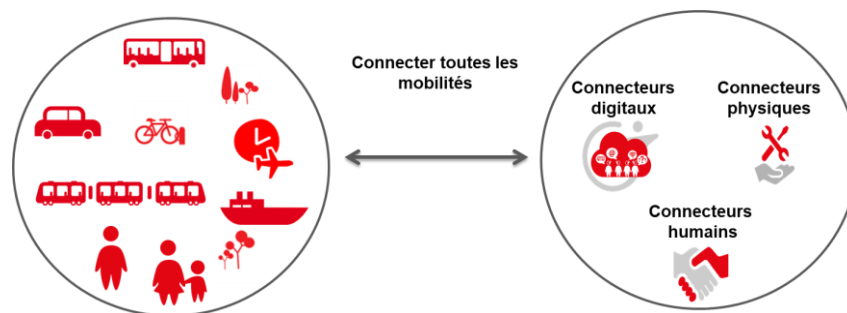 Connecter toutes les
mobilités
Connecteurs
digitaux
Connecteurs
physiques
Connecteurs
humains